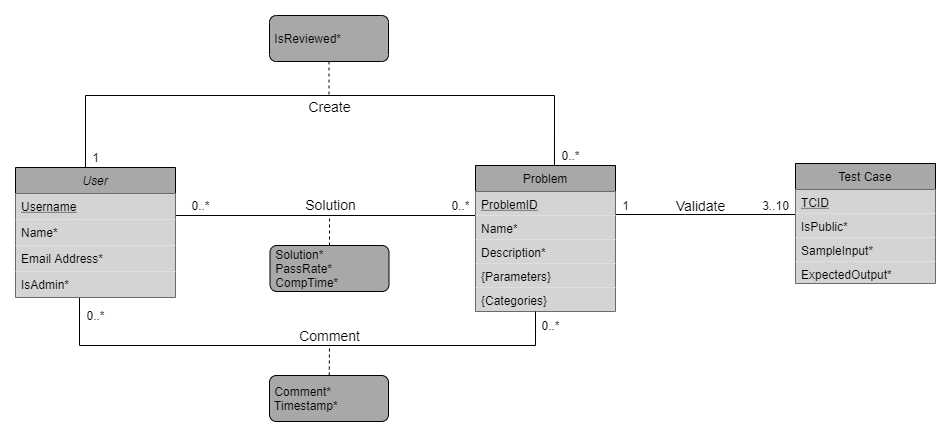 IsReviewed*
Create
1
0..*
User
Username
Name*
Email Address*
IsAdmin*
0..*
Solution
0..*
Solution*
PassRate*
CompTime*
Problem
ProblemID
Name*
Description*
{Parameters}
{Categories}
1
Validate
3..10
Test Case
TCID
IsPublic*
SampleInput*
ExpectedOutput*
0..*
Comment
0..*
Comment*
Timestamp*